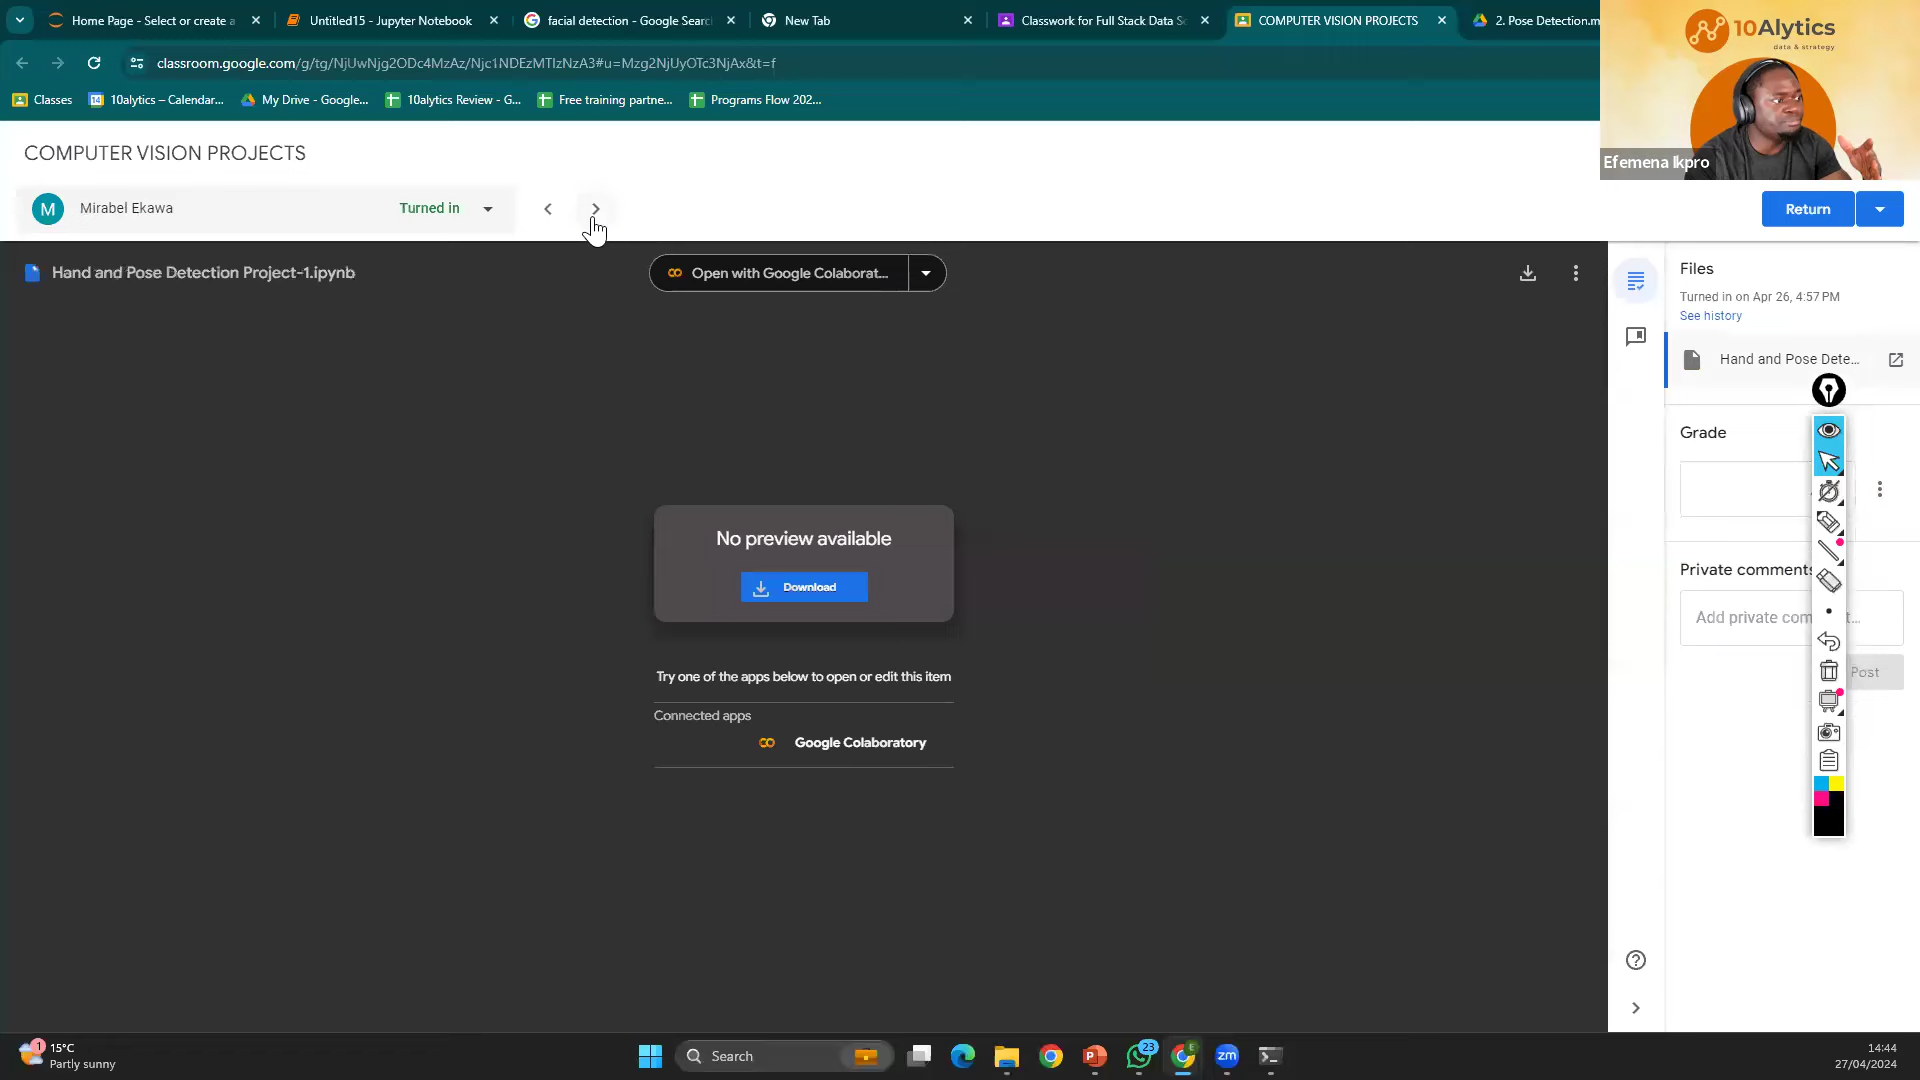 Home Page - Select or create a
Untitled15 - Jupyter Notebook
facial detection - Google Searc
New Tab
Classwork for Full Stack Data Sc
COMPUTER VISION PROJECTS
2. Pose Detection.m
10Alytics
data & strategy
classroom.google.com/g/tg/NjUwNjg2ODc4MzAz/Njc1NDEzMTIzNzA3#u=Mzg2NjUyOTc3NjAx&t=f
Classes
10alytics – Calendar...
My Drive - Google...
10alytics Review - G...
Free training partne...
Programs Flow 202...
Efemena Ikpro
COMPUTER VISION PROJECTS
M
Mirabel Ekawa
Turned in
Return
Hand and Pose Detection Project-1.ipynb
Open with Google Colaborat...
Files
Turned in on Apr 26, 4:57 PM
See history
Hand and Pose Dete...
Grade
No preview available
Download
Private comments
Add private com
t...
Post
Try one of the apps below to open or edit this item
Connected apps
Google Colaboratory
1
15°C
Partly sunny
Search
23
E
zm
14:44
27/04/2024